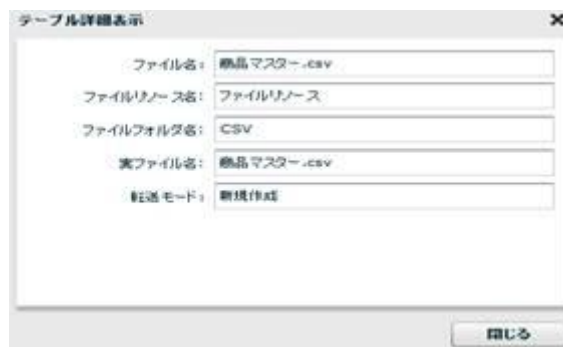 テーブル詳細表示
ファイル名: 商品マスター.csv
ファイルリソース名: ファイルリソース
ファイルフォルダ名: CSV
実ファイル名: 商品マスター.csv
転送モード: 新規作成
閉じる